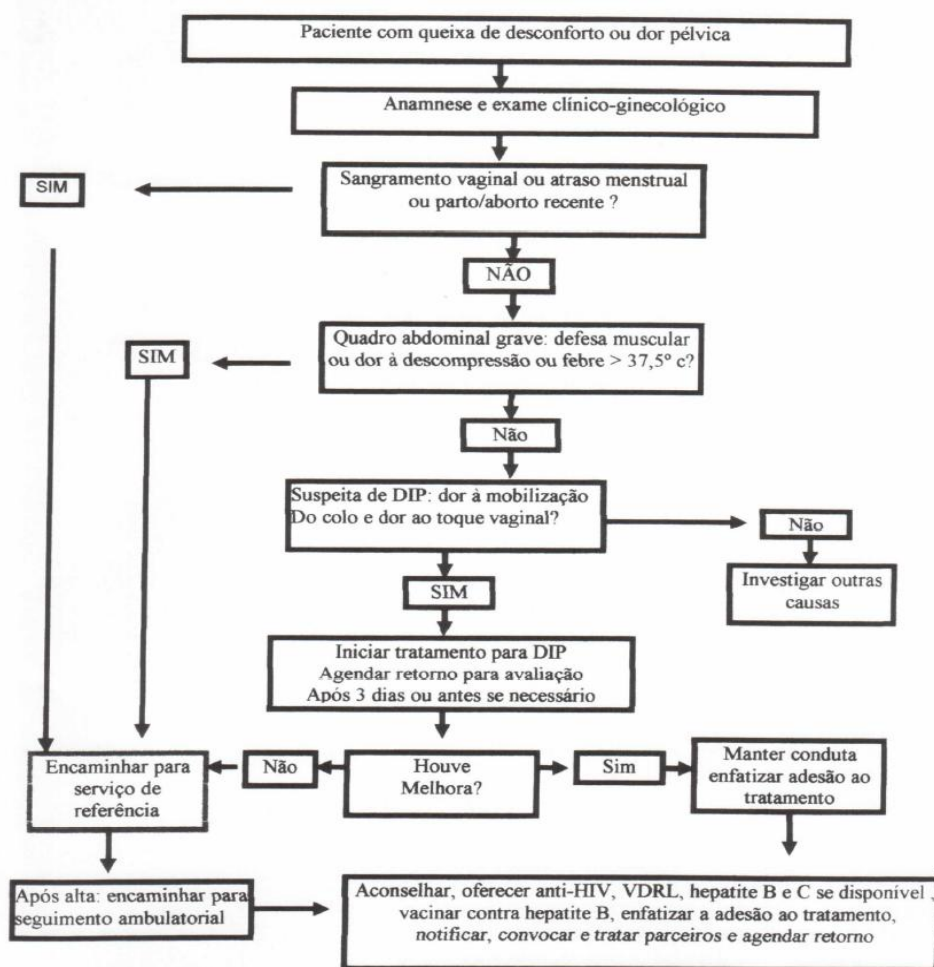 Paciente com queixa de desconforto ou dor pélvica
Anamnese e exame clínico-ginecológico
SIM
Sangramento vaginal ou atraso menstrual
ou parto/aborto recente ?
NÃO
SIM
Quadro abdominal grave: defesa muscular
ou dor à descompressão ou febre > 37,5º c?
Não
Suspeita de DIP: dor à mobilização
Do colo e dor ao toque vaginal?
Não
SIM
Investigar outras
causas
Iniciar tratamento para DIP
Agendar retorno para avaliação
Após 3 dias ou antes se necessário
Encaminhar para
serviço de
referência
Não
Houve
Melhora?
Sim
Manter conduta
enfatizar adesão ao
tratamento
Após alta: encaminhar para
seguimento ambulatorial
Aconselhar, oferecer anti-HIV, VDRL, hepatite B e C se disponível ,
vacinar contra hepatite B, enfatizar a adesão ao tratamento,
notificar, convocar e tratar parceiros e agendar retorno